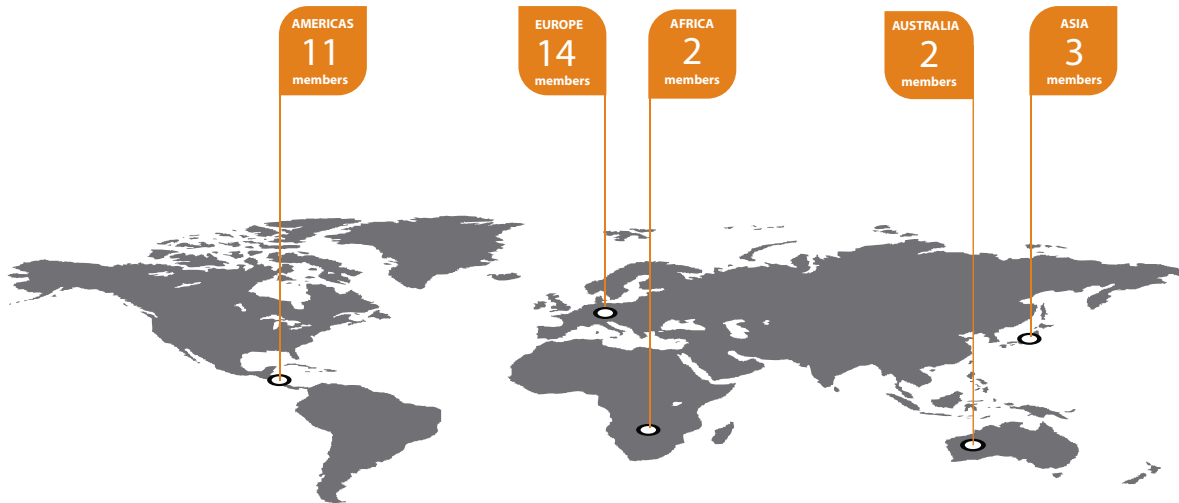 AMERICAS
11
members
EUROPE
14
members
AFRICA
2
members
AUSTRALIA
2
members
ASIA
3
members